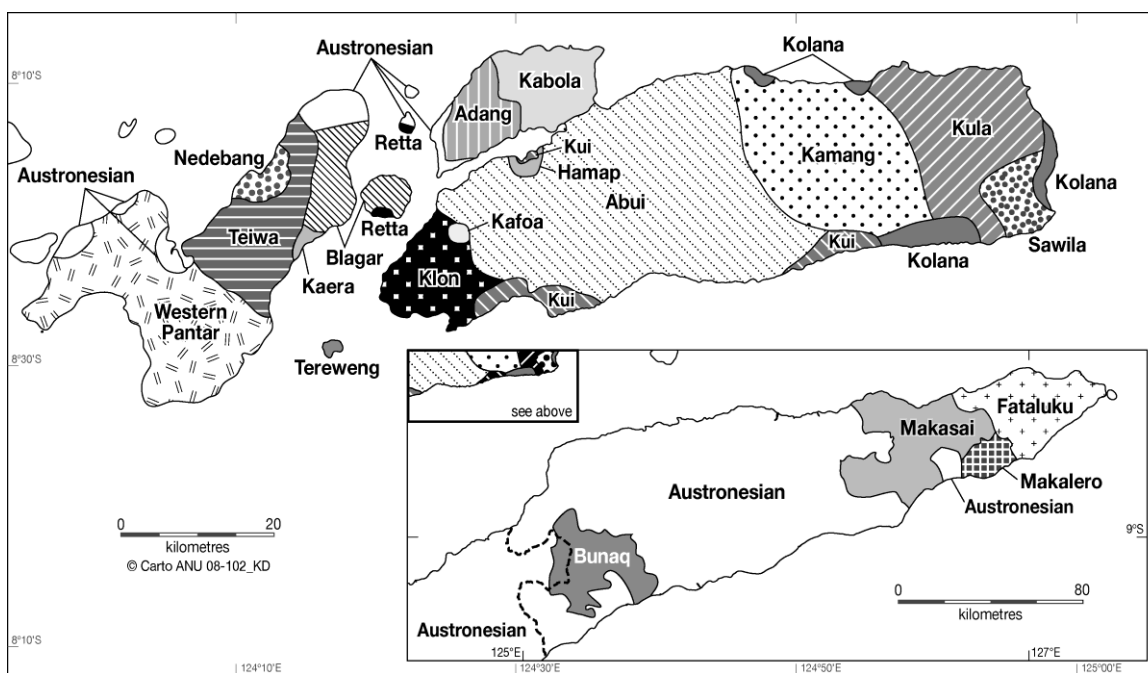 Austronesian
Kolana
8°10'S
Kabola
Adang
Nedebang
Retta
Kui
Hamap
Kamang
Kula
Austronesian
Abui
Kolana
Teiwa
Retta
Kafoa
Blagar
Kui
Sawila
Kaera
Klon
Kolana
Western
Pantar
Kui
8°30'S
Tereweng
see above
Fataluku
Makasai
Makalero
Austronesian
Austronesian
0 20
kilometres
© Carto ANU 08-102_KD
9°S
Bunaq
0 80
kilometres
Austronesian
8°10'S
125°E
127°E
124°10'E
124°30'E
124°50'E
125°00'E